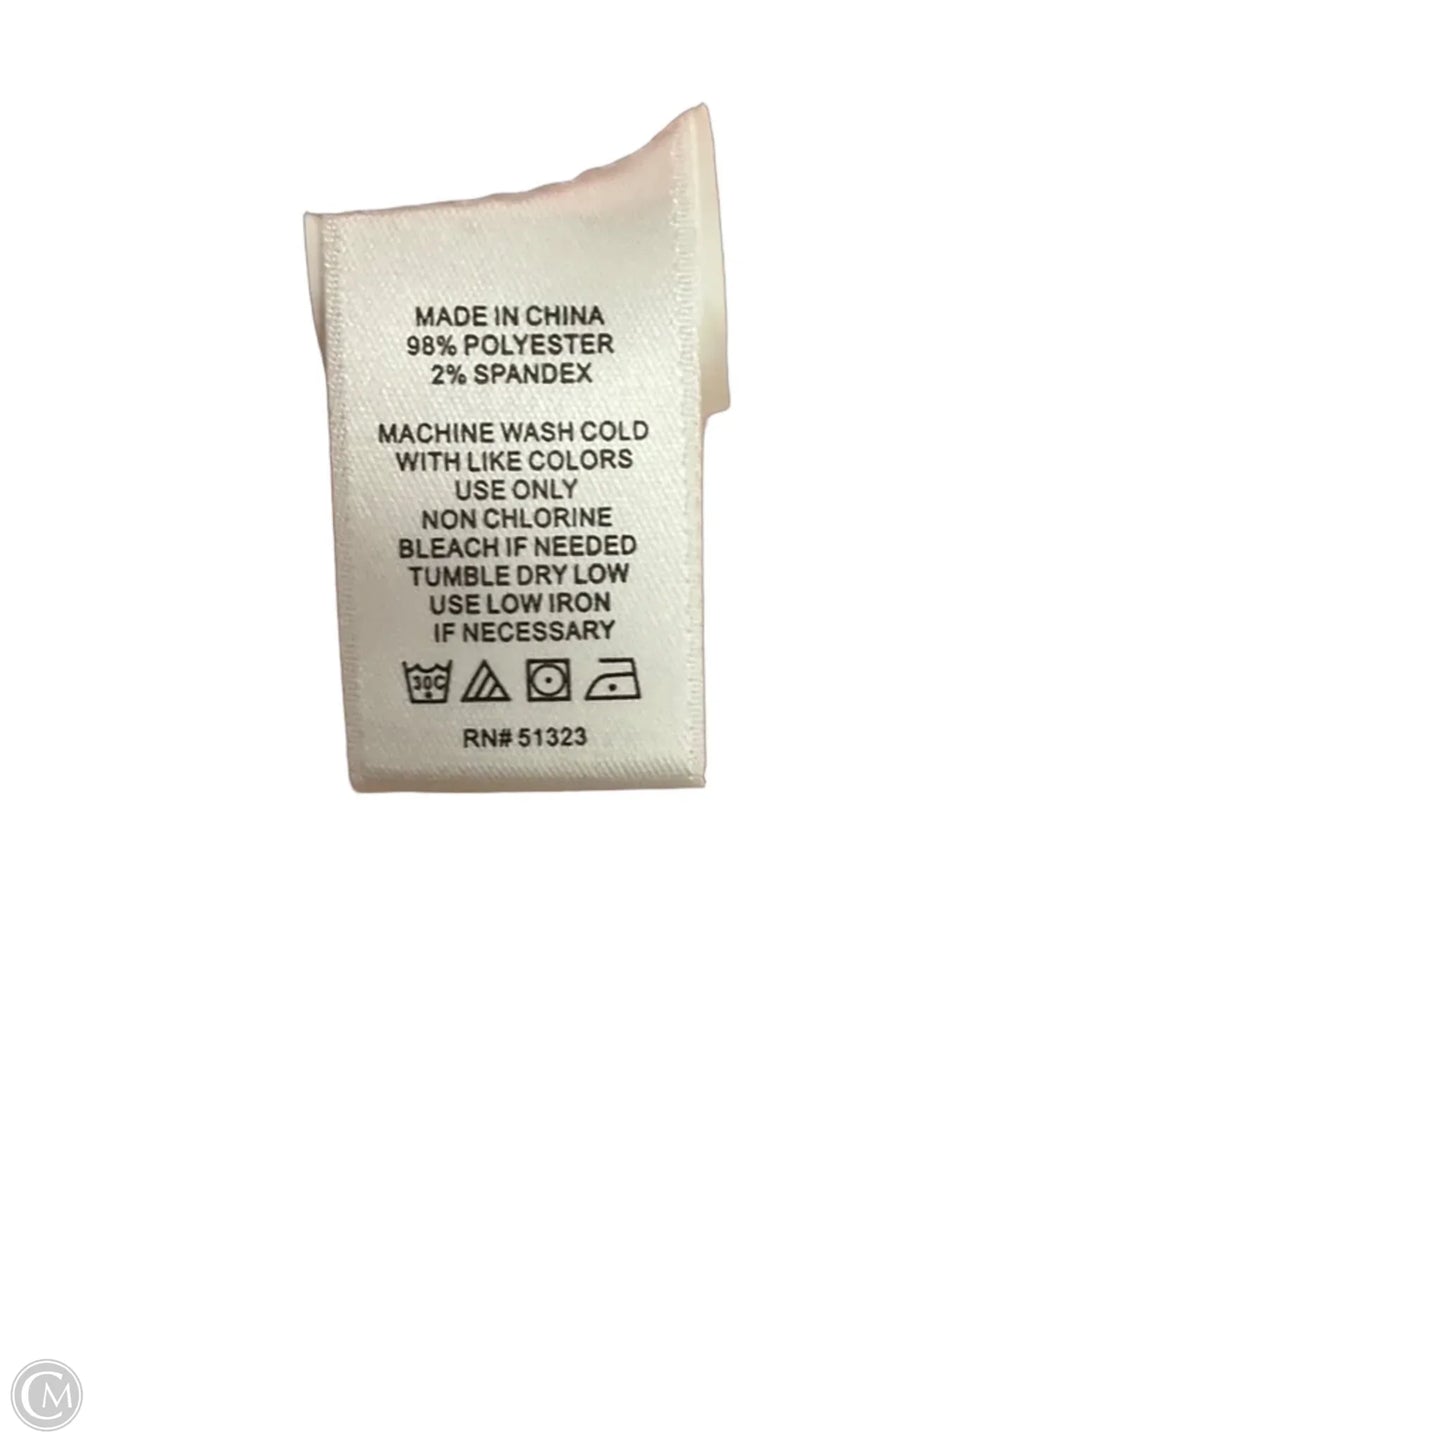 MADE IN CHINA
98% POLYESTER
2% SPANDEX
MACHINE WASH COLD
WITH LIKE COLORS
USE ONLY
NON CHLORINE
BLEACH IF NEEDED
TUMBLE DRY LOW
USE LOW IRON
IF NECESSARY
30C
RN# 51323
CM